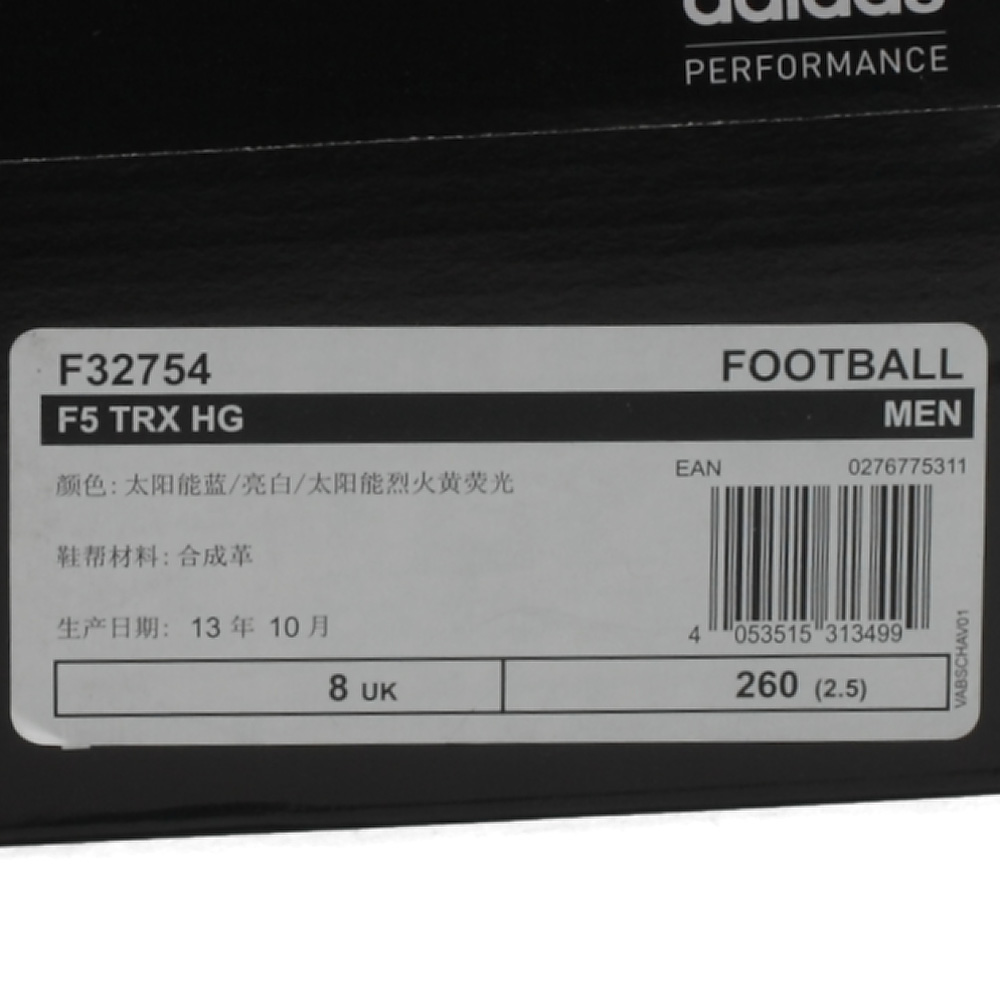 adidas
PERFORMANCE
F32754 FOOTBALL
F5 TRX HG MEN
颜色: 太阳能蓝/亮白/太阳能烈火黄荧光
EAN 0276775311
鞋帮材料: 合成革
生产日期: 13 年 10 月
4 053515 313499
VABSCHAV01
8 UK 260 (2.5)